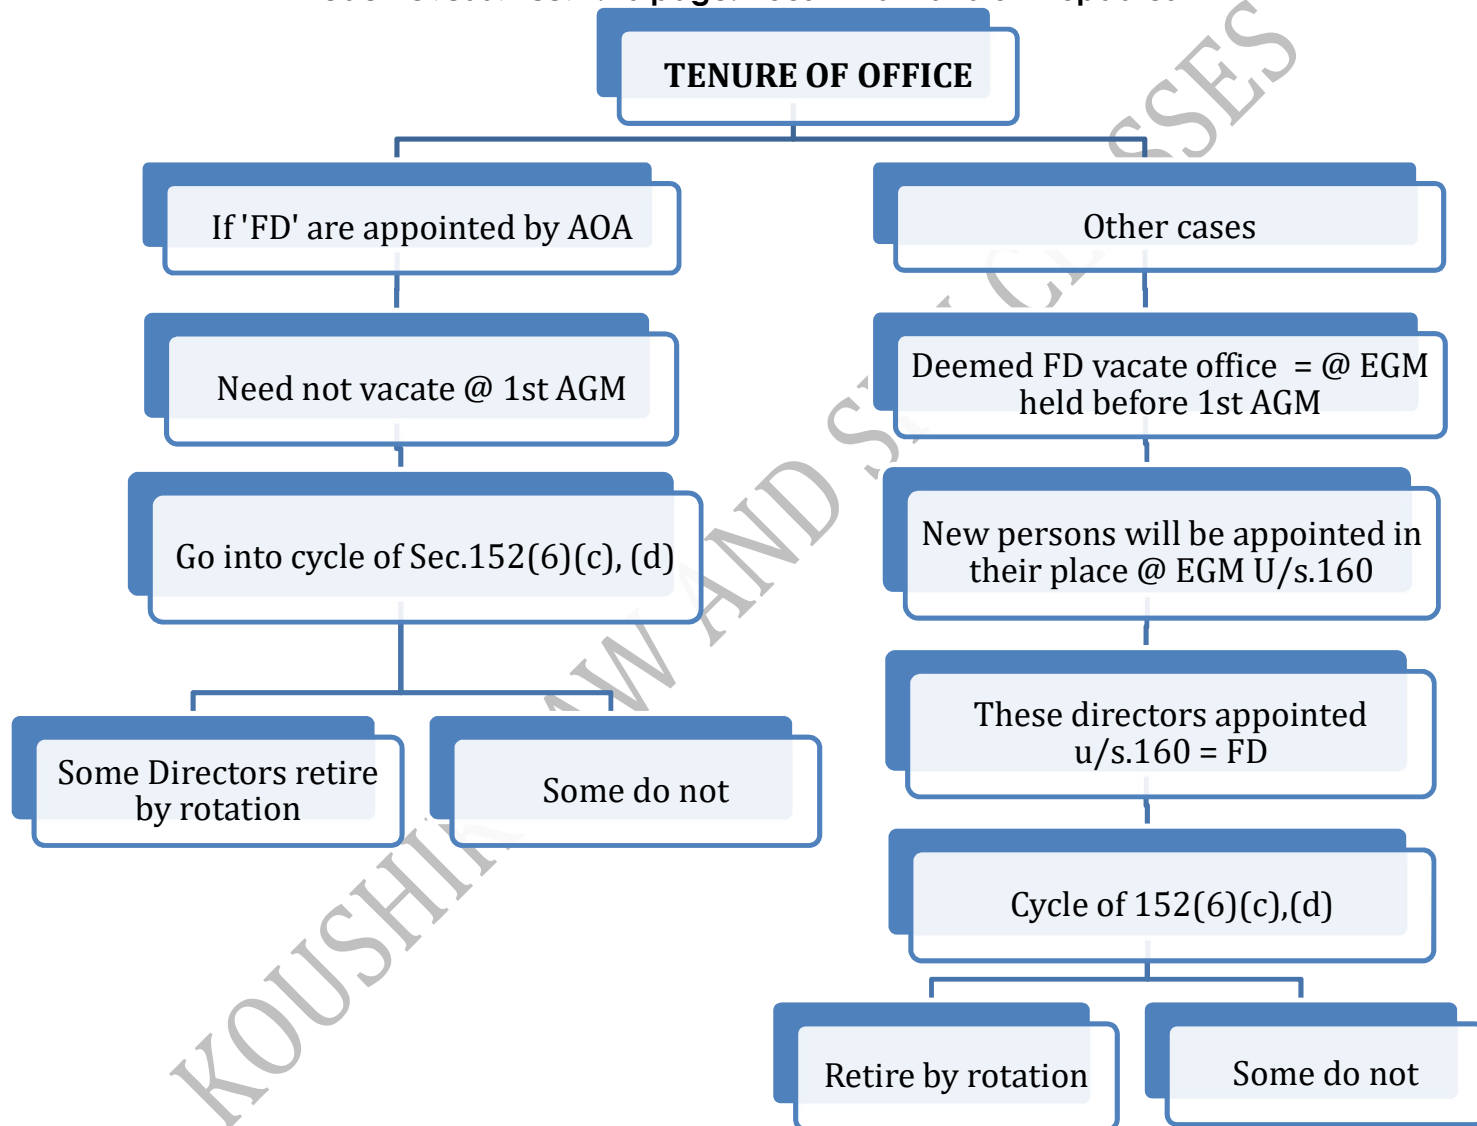 TENURE OF OFFICE
If 'FD' are appointed by AOA
Other cases
Need not vacate @ 1st AGM
Deemed FD vacate office = @ EGM
held before 1st AGM
Go into cycle of Sec.152(6)(c), (d)
New persons will be appointed in
their place @ EGM U/s.160
These directors appointed
u/s.160 = FD
Some Directors retire
by rotation
Some do not
Cycle of 152(6)(c),(d)
Retire by rotation
Some do not
KOUSHIK
AND